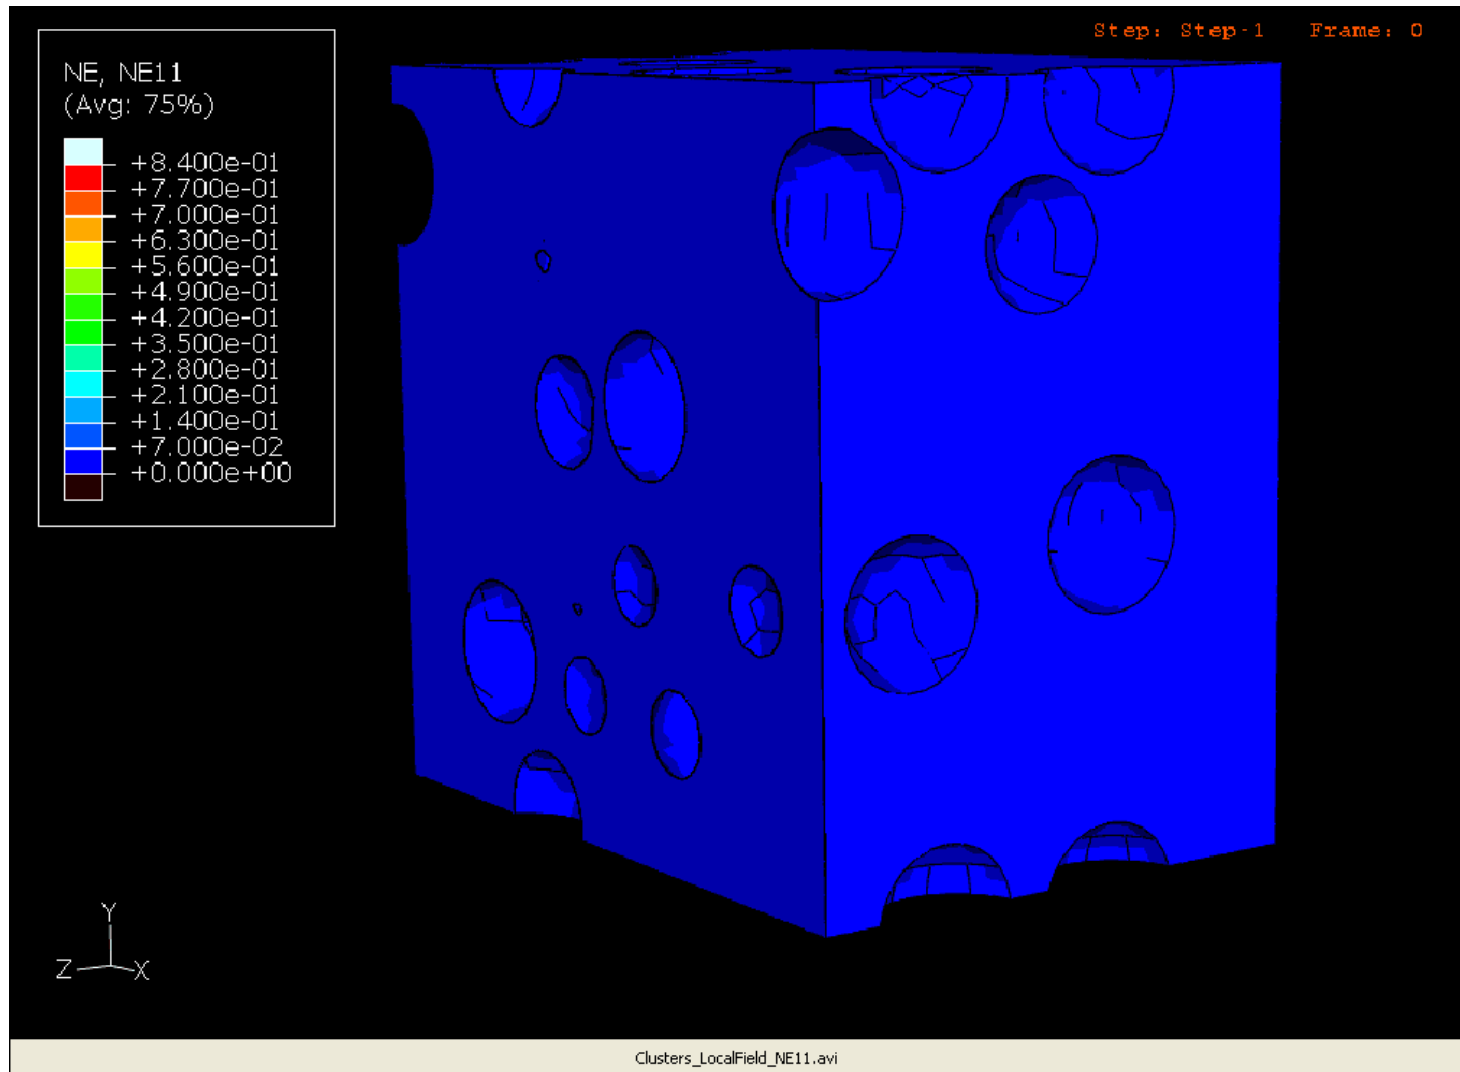 Step: Step-1 Frame: 0
NE, NE11
(Avg: 75%)
+8.400e-01
+7.700e-01
+7.000e-01
+6.300e-01
+5.600e-01
+4.900e-01
+4.200e-01
+3.500e-01
+2.800e-01
+2.100e-01
+1.400e-01
+7.000e-02
+0.000e+00
Y
Z X
Clusters_LocalField_NE11.avi